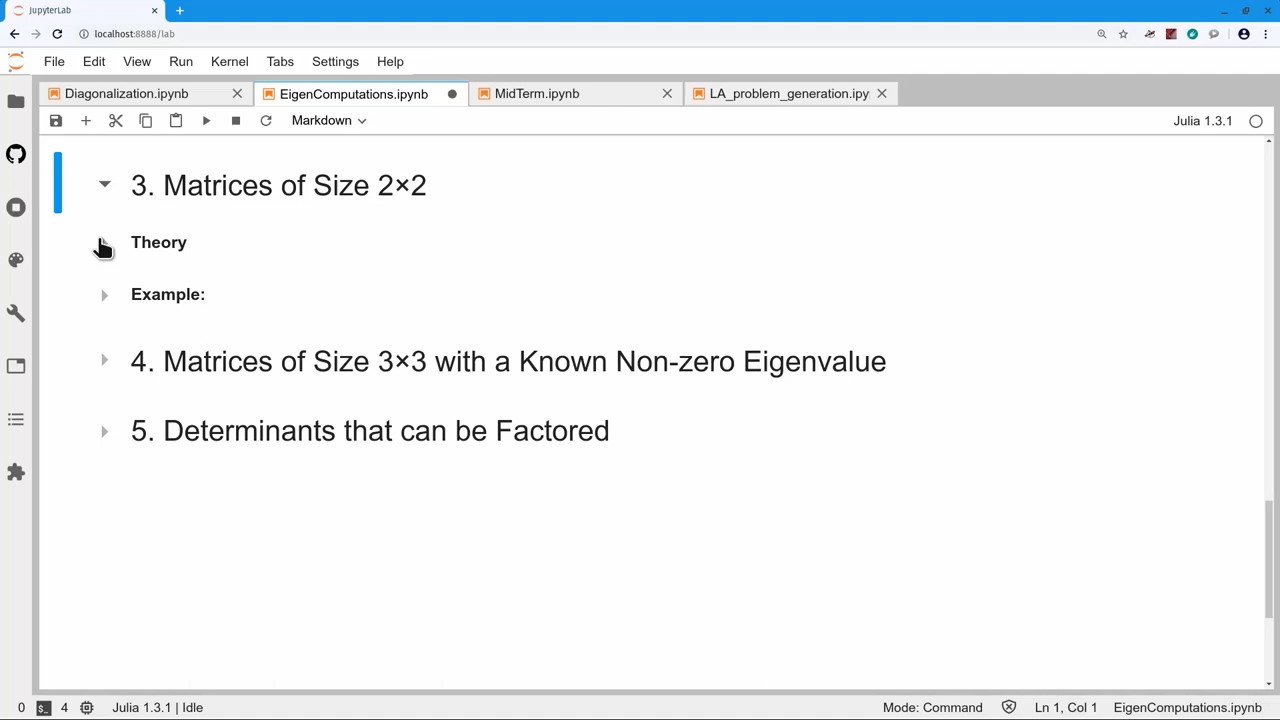 JupyterLab
localhost:8888/lab
File Edit View Run Kernel Tabs Settings Help
Diagonalization.ipynb EigenComputations.ipynb MidTerm.ipynb LA_problem_generation.ipy
Markdown Julia 1.3.1
3. Matrices of Size 2×2
Theory
Example:
4. Matrices of Size 3×3 with a Known Non-zero Eigenvalue
5. Determinants that can be Factored
0 $_ 4 Julia 1.3.1 | Idle Mode: Command Ln 1, Col 1 EigenComputations.ipynb